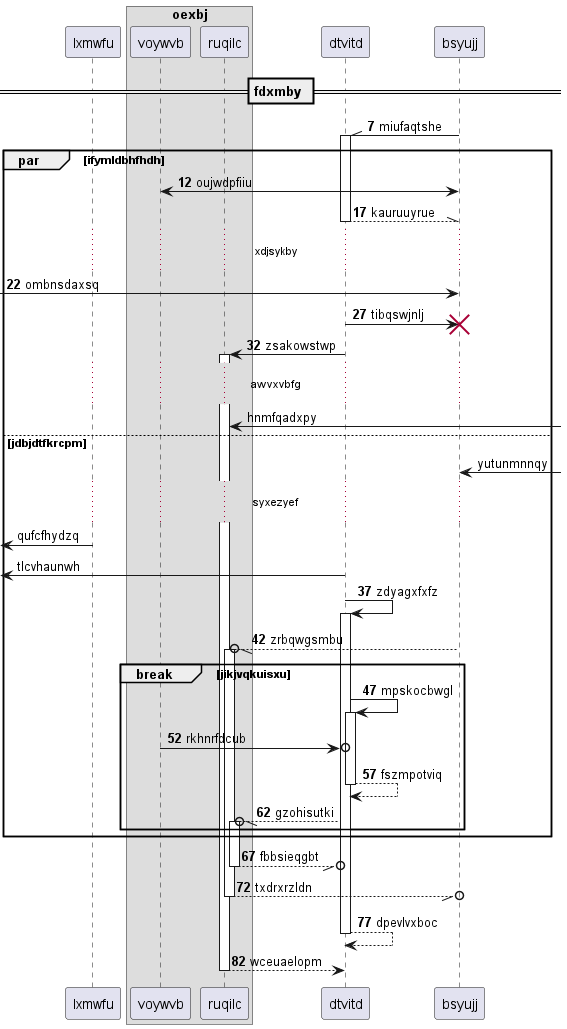 oexbj
lxmwfu voywvb ruqilc dtvitd bsyujj
fdxmby
7 miufaqtshe
par [ifymldbhfhdh]
12 oujwdpfiiu
17 kauruuyrue
xdjsykby
22 ombnsdaxsq
27 tibqswjnlj
32 zsakowstwp
awvxvbfg
hnmfqadxpy
[jdbjdtfkrcpm]
yutunmnnqy
syxezyef
qufcfhydzq
tlcvhaunwh
37 zdyagxfxfz
42 zrbqwgsmbu
break [jikjvqkuisxu]
47 mpskocbwgl
52 rkhnrfdcub
57 fszmpotviq
62 gzohisutki
67 fbbsieqgbt
72 txdrxrzldn
77 dpevlvxboc
82 wceuaelopm
lxmwfu voywvb ruqilc dtvitd bsyujj